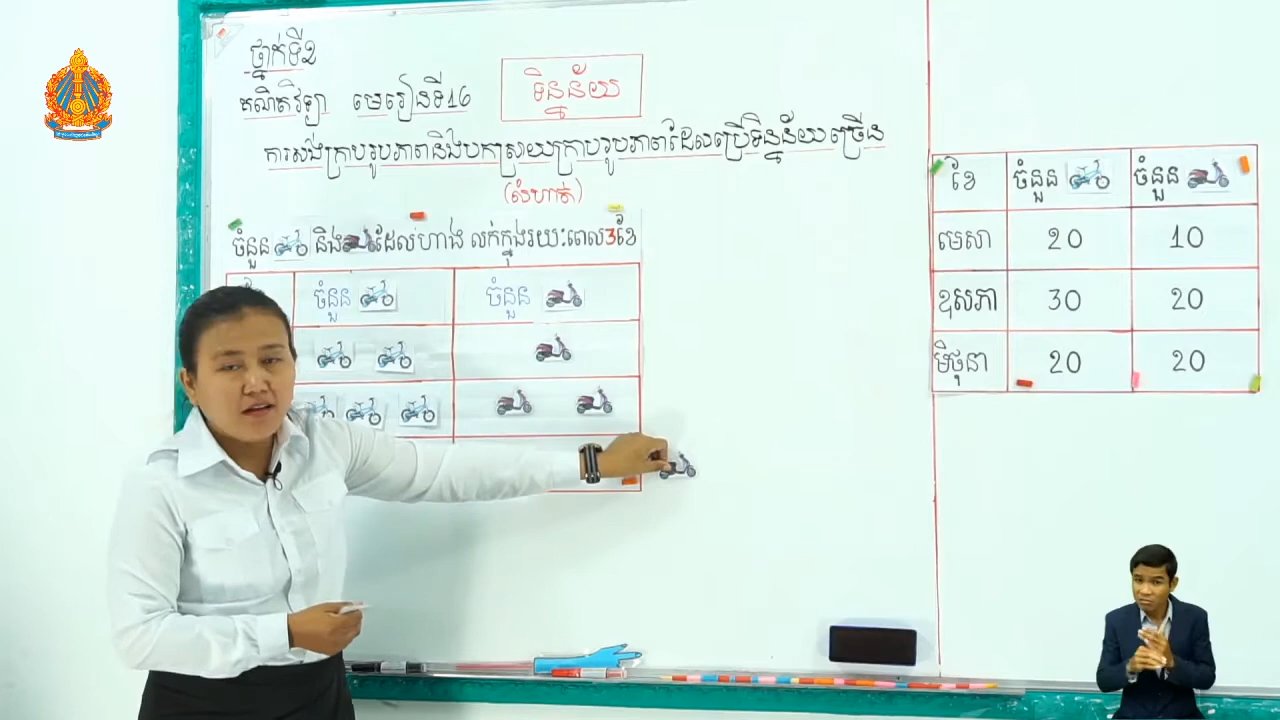 ថ្នាក់ទី២
គណិតវិទ្យា មេរៀនទី16 ទិន្នន័យ
ការសង់ក្រាបរូបភាពនិងបកស្រាយក្រាបរូបភាពដែលប្រើទិន្នន័យច្រើន
(លំហាត់)
ចំនួន និង ដែលហាង លក់ក្នុងរយៈពេល3ខែ
ចំនួន ចំនួន
ខែ ចំនួន ចំនួន
មេសា 20 10
ឧសភា 30 20
មិថុនា 20 20